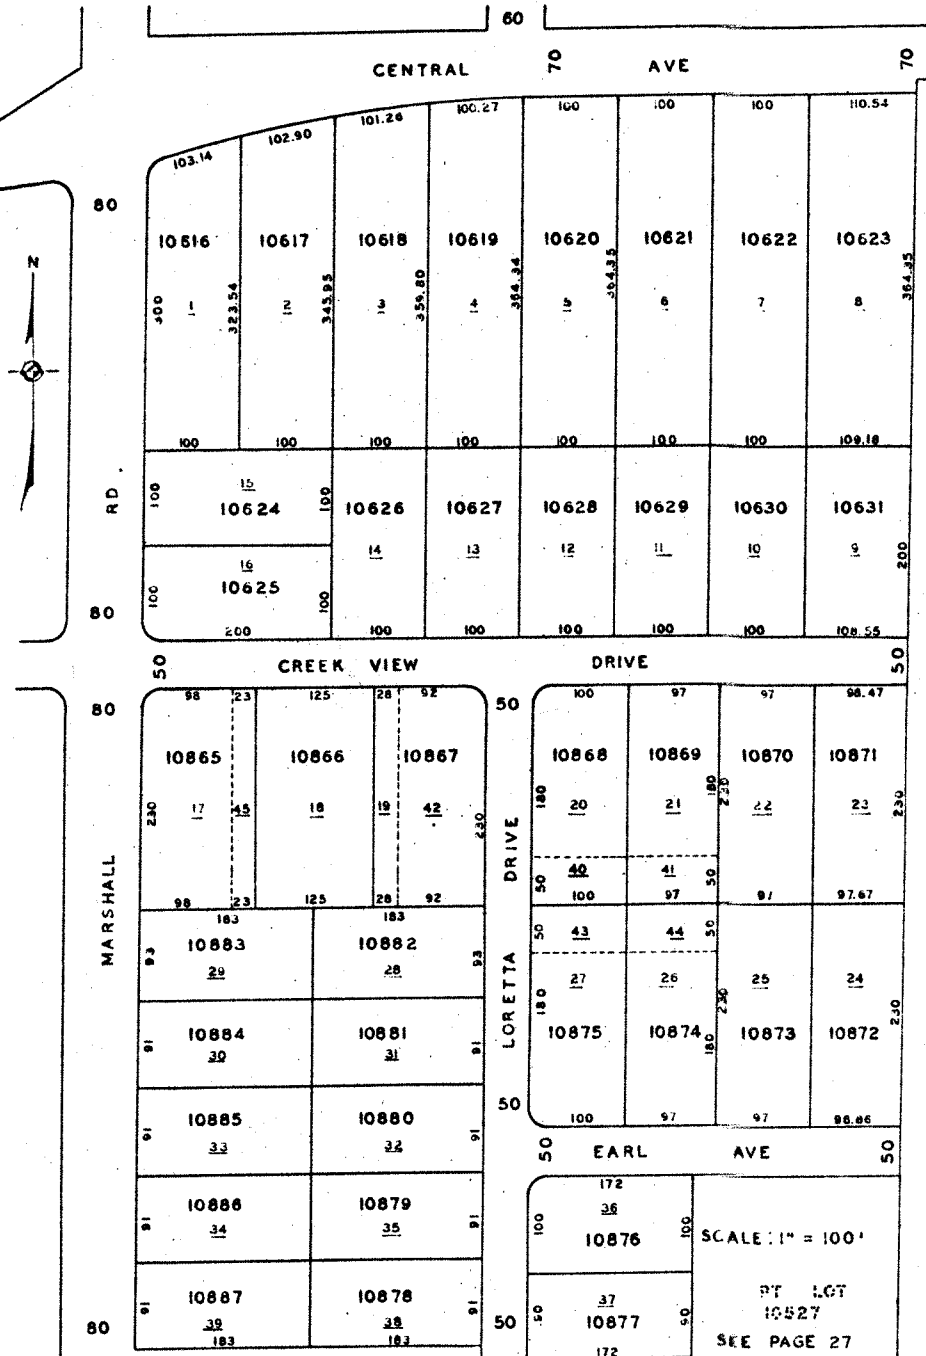 60
CENTRAL 70 AVE 70
103.14 102.90 101.26 100.27 100 100 100 110.54
80
10616 10617 10618 10619 10620 10621 10622 10623
N
300 1 323.54 2 345.95 3 359.80 4 364.34 5 364.35 6 7 8 364.35
100 100 100 100 100 100 100 109.18
RD.
100 15 100
10624 10626 10627 10628 10629 10630 10631
14 13 12 11 10 9 200
16
100 10625 100
80
200 100 100 100 100 100 108.55
50 CREEK VIEW DRIVE 50
80 98 23 125 28 92 50 100 97 97 98.47
10865 10866 10867 10868 10869 10870 10871
230 17 45 18 19 42 230 180 20 21 180 230 22 23 230
MARSHALL
LORETTA DRIVE
50 40 41 50
98 23 125 28 92 100 97 97 97.67
183 183
93 10883 10882 93 50 43 44 50
29 28 27 26 25 24
180 230 230
10875 10874 10873 10872
180
91 10884 10881 91
30 31
50 100 97 97 98.86
91 10885 10880 91
33 32
50 EARL AVE 50
91 10886 10879 91
34 35
172
100 36 100
10876
SCALE: 1" = 100'
91 10887 10878 91
39 38
80 183 183 50
90 37 90
10877
172
PT LOT
10527
SEE PAGE 27